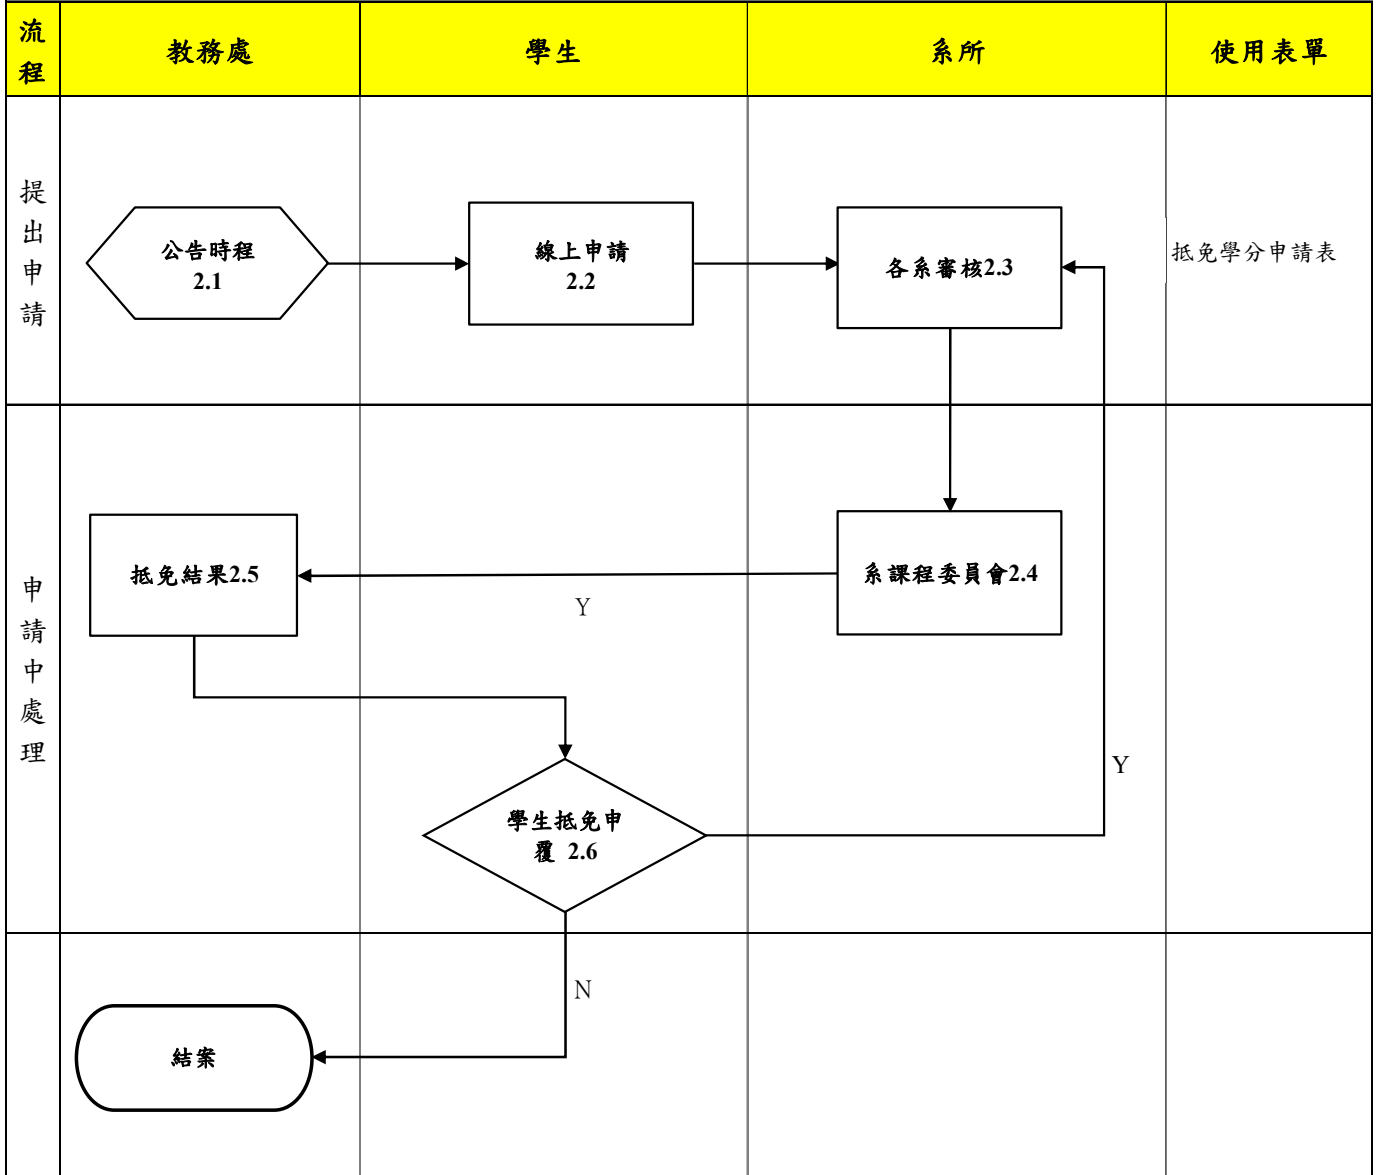 流
程
教務處
學生
系所
使用表單
提
出
申
請
公告時程
2.1
線上申請
2.2
各系審核2.3
抵免學分申請表
申
請
中
處
理
抵免結果2.5
系課程委員會2.4
Y
Y
學生抵免申
覆 2.6
N
結案